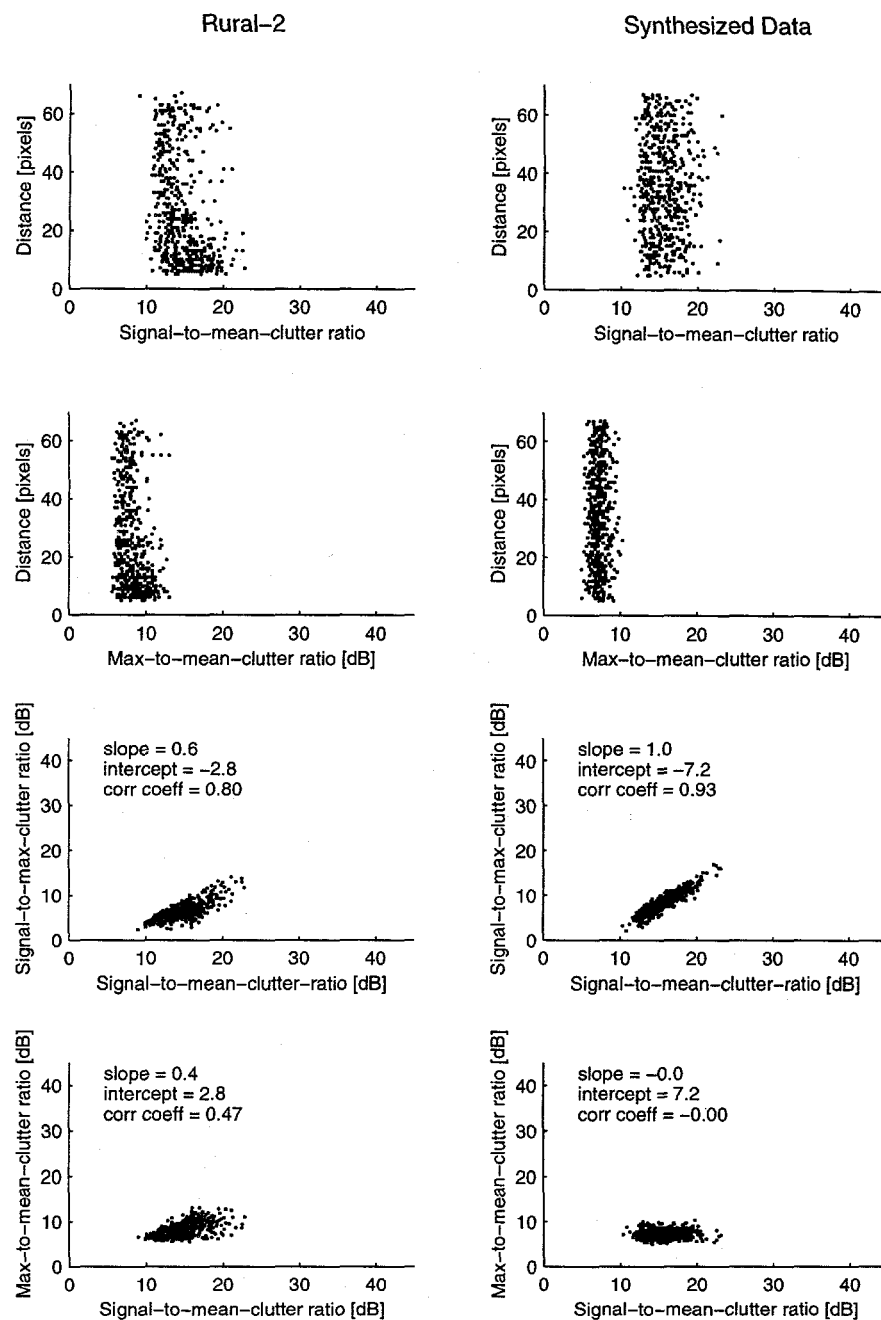 Rural–2
Synthesized Data
Distance [pixels]
60
40
20
0
0 10 20 30 40
Signal–to–mean–clutter ratio
Distance [pixels]
60
40
20
0
0 10 20 30 40
Signal–to–mean–clutter ratio
Distance [pixels]
60
40
20
0
0 10 20 30 40
Max–to–mean–clutter ratio [dB]
Distance [pixels]
60
40
20
0
0 10 20 30 40
Max–to–mean–clutter ratio [dB]
Signal–to–max–clutter ratio [dB]
40
30
20
10
0
slope = 0.6
intercept = –2.8
corr coeff = 0.80
0 10 20 30 40
Signal–to–mean–clutter–ratio [dB]
Signal–to–max–clutter ratio [dB]
40
30
20
10
0
slope = 1.0
intercept = –7.2
corr coeff = 0.93
0 10 20 30 40
Signal–to–mean–clutter–ratio [dB]
Max–to–mean–clutter ratio [dB]
40
30
20
10
0
slope = 0.4
intercept = 2.8
corr coeff = 0.47
0 10 20 30 40
Signal–to–mean–clutter ratio [dB]
Max–to–mean–clutter ratio [dB]
40
30
20
10
0
slope = –0.0
intercept = 7.2
corr coeff = –0.00
0 10 20 30 40
Signal–to–mean–clutter ratio [dB]